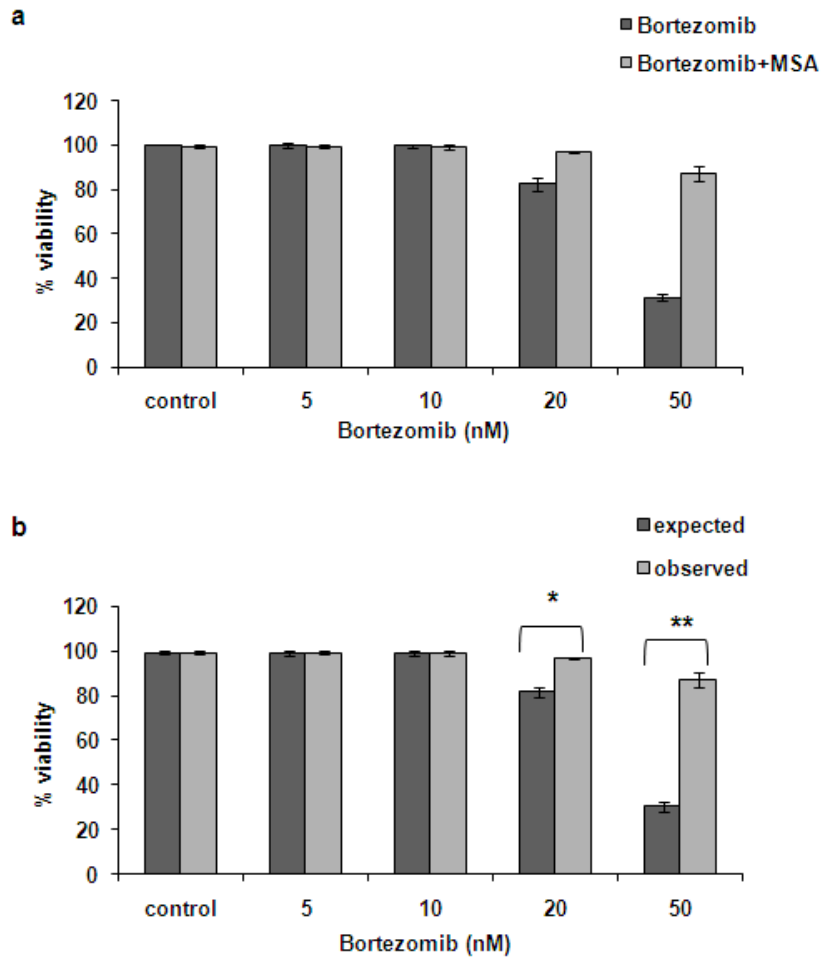 a
Bortezomib
Bortezomib+MSA
120
100
80
60
40
20
0
% viability
control 5 10 20 50
Bortezomib (nM)
b
expected
observed
120
100
80
60
40
20
0
% viability
*
**
control 5 10 20 50
Bortezomib (nM)